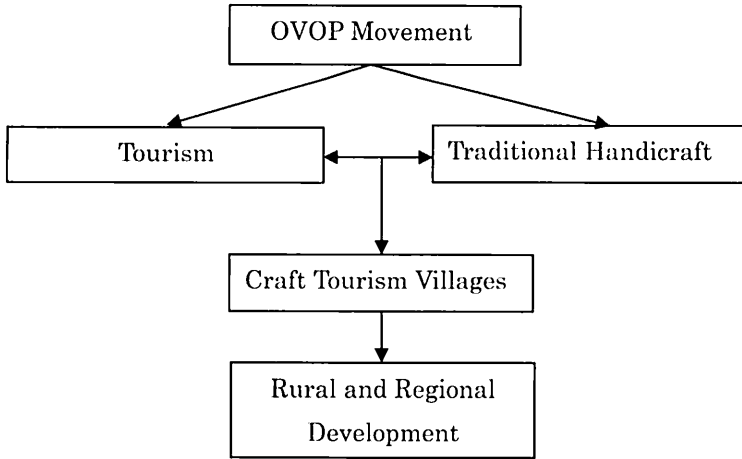 OVOP Movement
Tourism
Traditional Handicraft
Craft Tourism Villages
Rural and Regional
Development